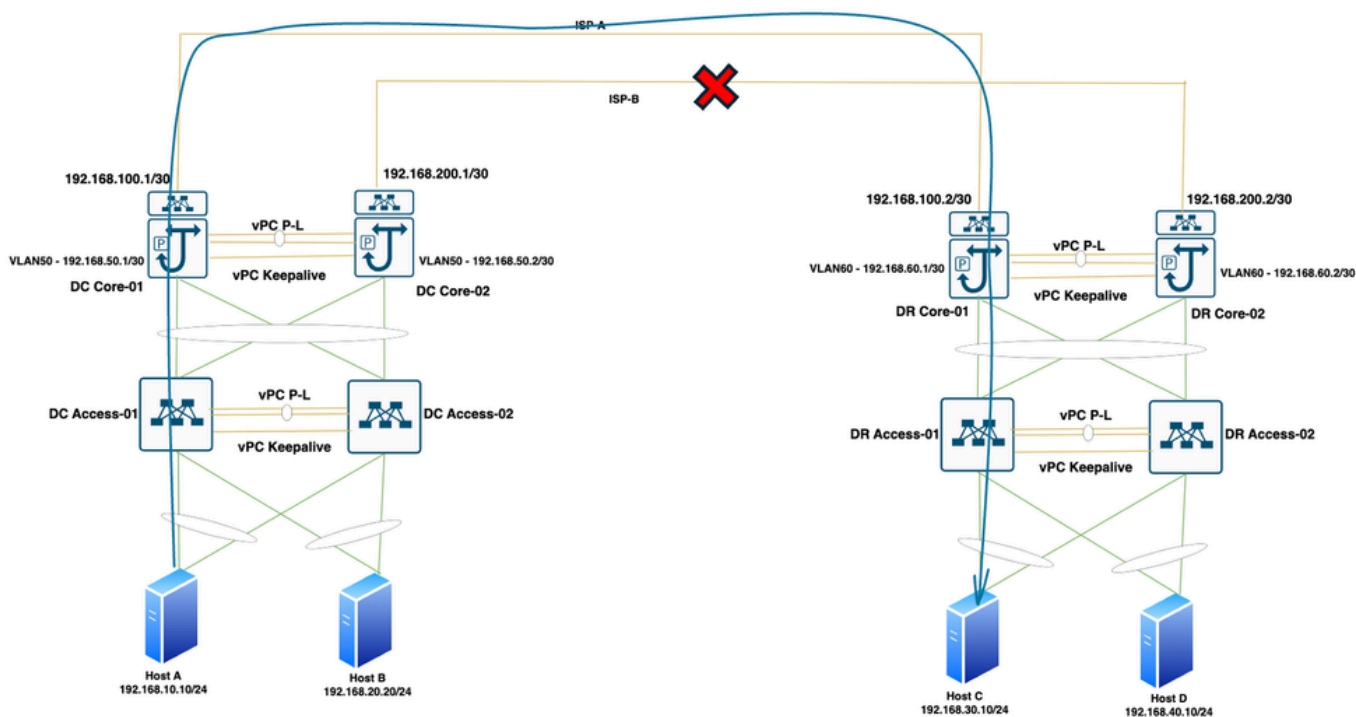 ISP-A
ISP-B
192.168.100.1/30
192.168.200.1/30
192.168.100.2/30
192.168.200.2/30
vPC P-L
P
P
VLAN50 - 192.168.50.1/30
vPC Keepalive
VLAN50 - 192.168.50.2/30
DC Core-01
DC Core-02
vPC P-L
P
P
VLAN60 - 192.168.60.1/30
vPC Keepalive
VLAN60 - 192.168.60.2/30
DR Core-01
DR Core-02
vPC P-L
DC Access-01
DC Access-02
vPC Keepalive
vPC P-L
DR Access-01
DR Access-02
vPC Keepalive
Host A
192.168.10.10/24
Host B
192.168.20.20/24
Host C
192.168.30.10/24
Host D
192.168.40.10/24